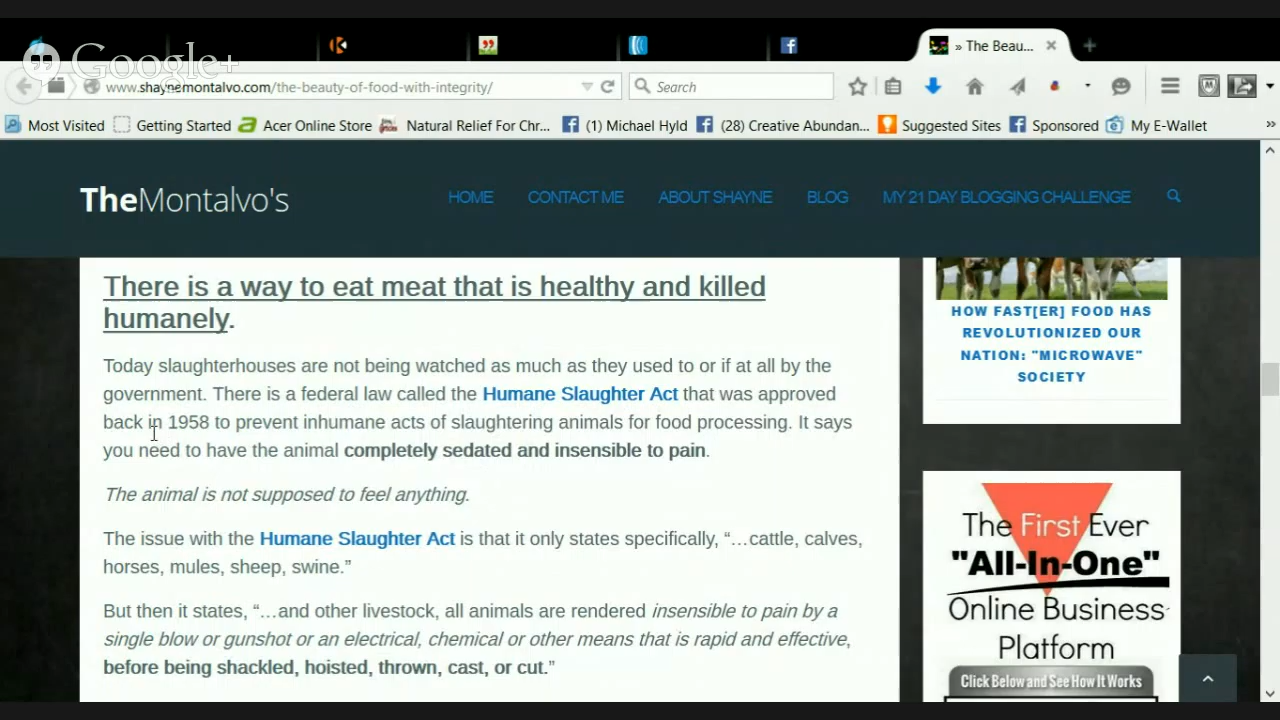 Google+
» The Beau...
www.shaynemontalvo.com/the-beauty-of-food-with-integrity/
Search
Most Visited Getting Started Acer Online Store Natural Relief For Chr... (1) Michael Hyld (28) Creative Abundan... Suggested Sites Sponsored My E-Wallet »
TheMontalvo's
HOME CONTACT ME ABOUT SHAYNE BLOG MY 21 DAY BLOGGING CHALLENGE
There is a way to eat meat that is healthy and killed
humanely.
Today slaughterhouses are not being watched as much as they used to or if at all by the
government. There is a federal law called the Humane Slaughter Act that was approved
back in 1958 to prevent inhumane acts of slaughtering animals for food processing. It says
you need to have the animal completely sedated and insensible to pain.
The animal is not supposed to feel anything.
The issue with the Humane Slaughter Act is that it only states specifically, “…cattle, calves,
horses, mules, sheep, swine.”
But then it states, “…and other livestock, all animals are rendered insensible to pain by a
single blow or gunshot or an electrical, chemical or other means that is rapid and effective,
before being shackled, hoisted, thrown, cast, or cut.”
HOW FAST[ER] FOOD HAS
REVOLUTIONIZED OUR
NATION: "MICROWAVE"
SOCIETY
The First Ever
"All-In-One"
Online Business
Platform
Click Below and See How It Works